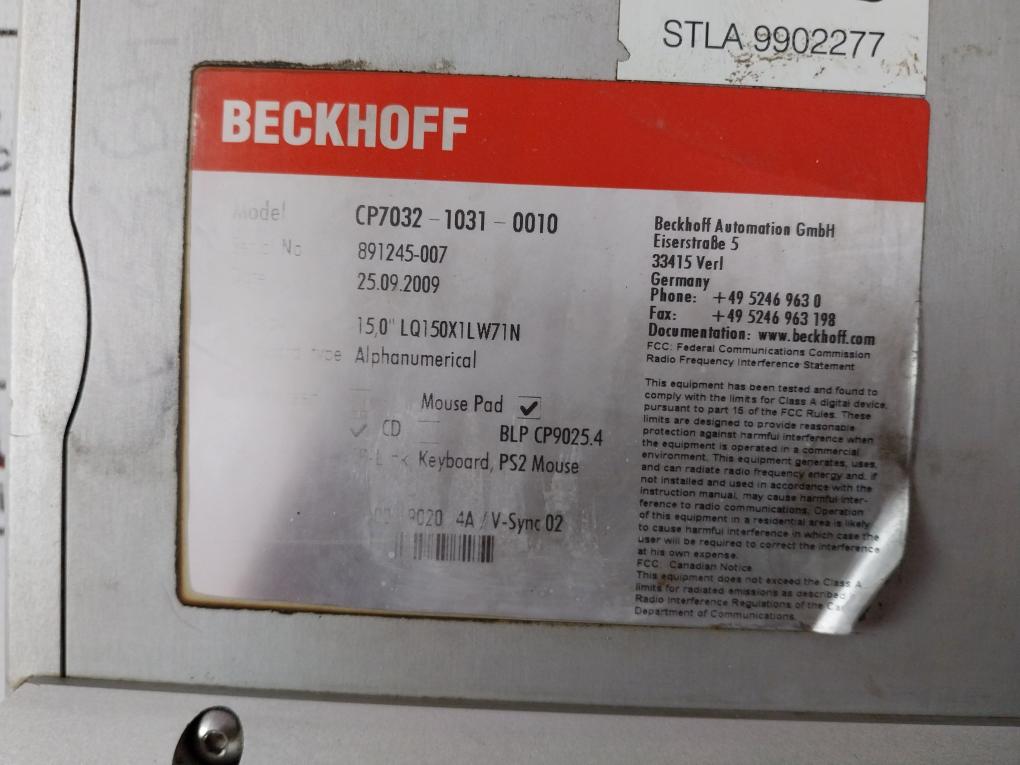 STLA 9902277
BECKHOFF
Model CP7032 - 1031 - 0010
No 891245-007
25.09.2009
15,0" LQ150X1LW71N
type Alphanumerical
Mouse Pad ✓
✓ CD BLP CP9025.4
Keyboard, PS2 Mouse
9020 4A / V-Sync 02
Beckhoff Automation GmbH
Eiserstraße 5
33415 Verl
Germany
Phone: +49 5246 963 0
Fax: +49 5246 963 198
Documentation: www.beckhoff.com
FCC: Federal Communications Commission
Radio Frequency Interference Statement
This equipment has been tested and found to
comply with the limits for Class A digital device,
pursuant to part 15 of the FCC Rules. These
limits are designed to provide reasonable
protection against harmful interference when
the equipment is operated in a commercial
environment. This equipment generates, uses,
and can radiate radio frequency energy and, if
not installed and used in accordance with the
instruction manual, may cause harmful inter-
ference to radio communications. Operation
of this equipment in a residential area is likely
to cause harmful interference in which case the
user will be required to correct the interference
at his own expense.
FCC: Canadian Notice
This equipment does not exceed the Class A
limits for radiated emissions as described
Radio Interference Regulations of the
Department of Communications.